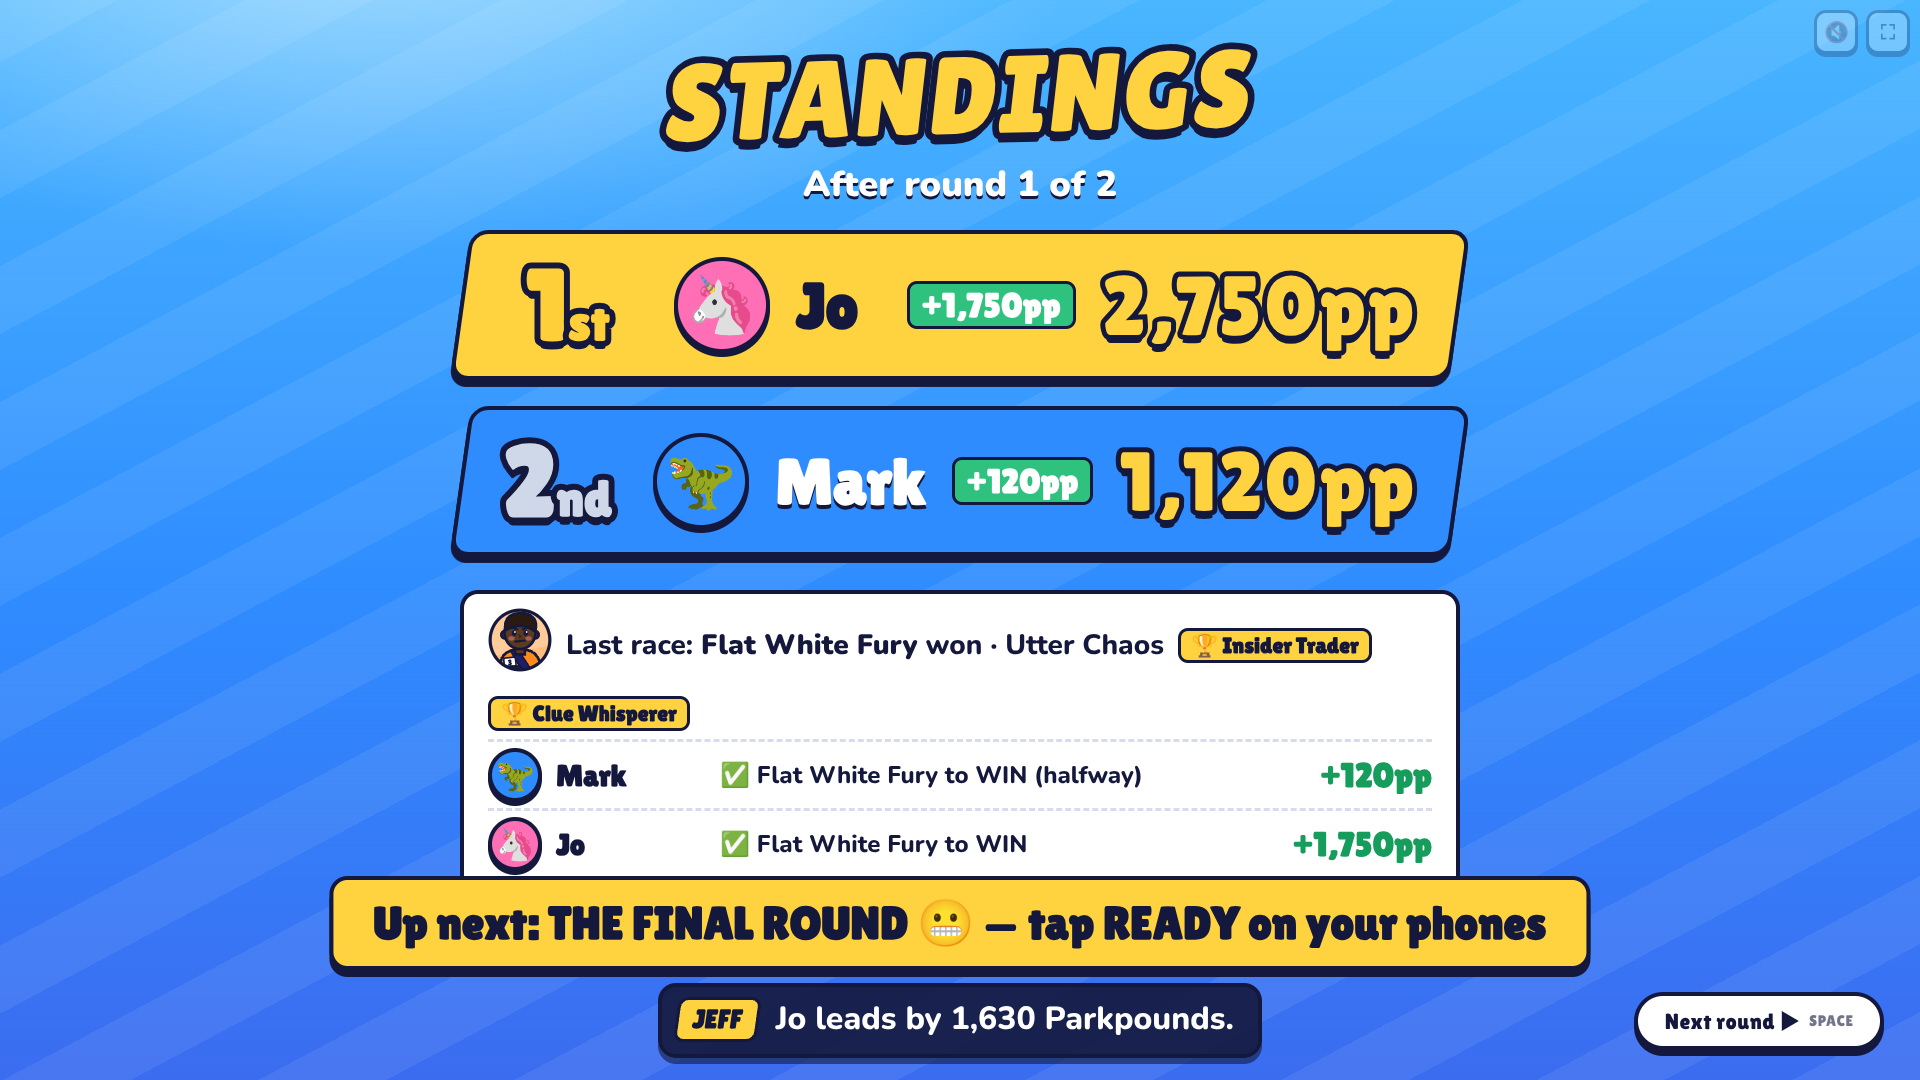 STANDINGS
After round 1 of 2
1st Jo +1,750pp 2,750pp
2nd Mark +120pp 1,120pp
Last race: Flat White Fury won · Utter Chaos 🏆 Insider Trader
🏆 Clue Whisperer
Mark ✅ Flat White Fury to WIN (halfway) +120pp
Jo ✅ Flat White Fury to WIN +1,750pp
Up next: THE FINAL ROUND 😬 — tap READY on your phones
JEFF Jo leads by 1,630 Parkpounds.
Next round ▶ SPACE